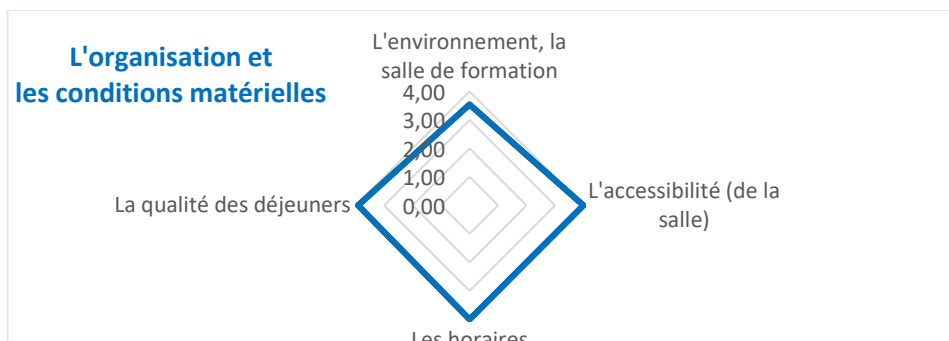 L'organisation et
les conditions matérielles
L'environnement, la
salle de formation
4,00
3,00
2,00
1,00
0,00
La qualité des déjeuners
L'accessibilité (de la
salle)
Les horaires